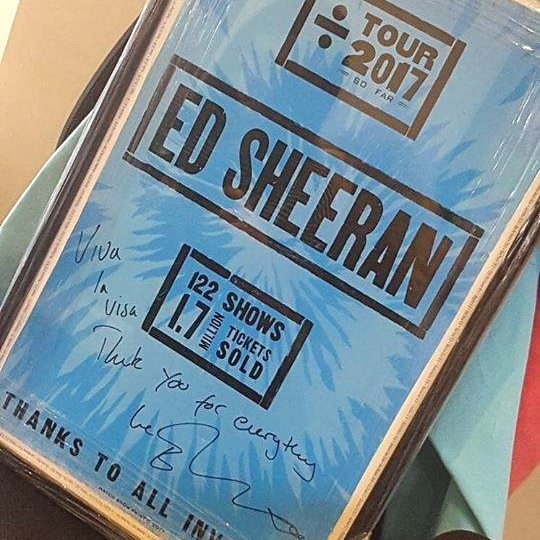 ÷ TOUR
2017
SO FAR
ED SHEERAN
122 SHOWS
1.7 MILLION TICKETS
SOLD
Viva
la
visa
Thank You for everything
THANKS TO ALL INV